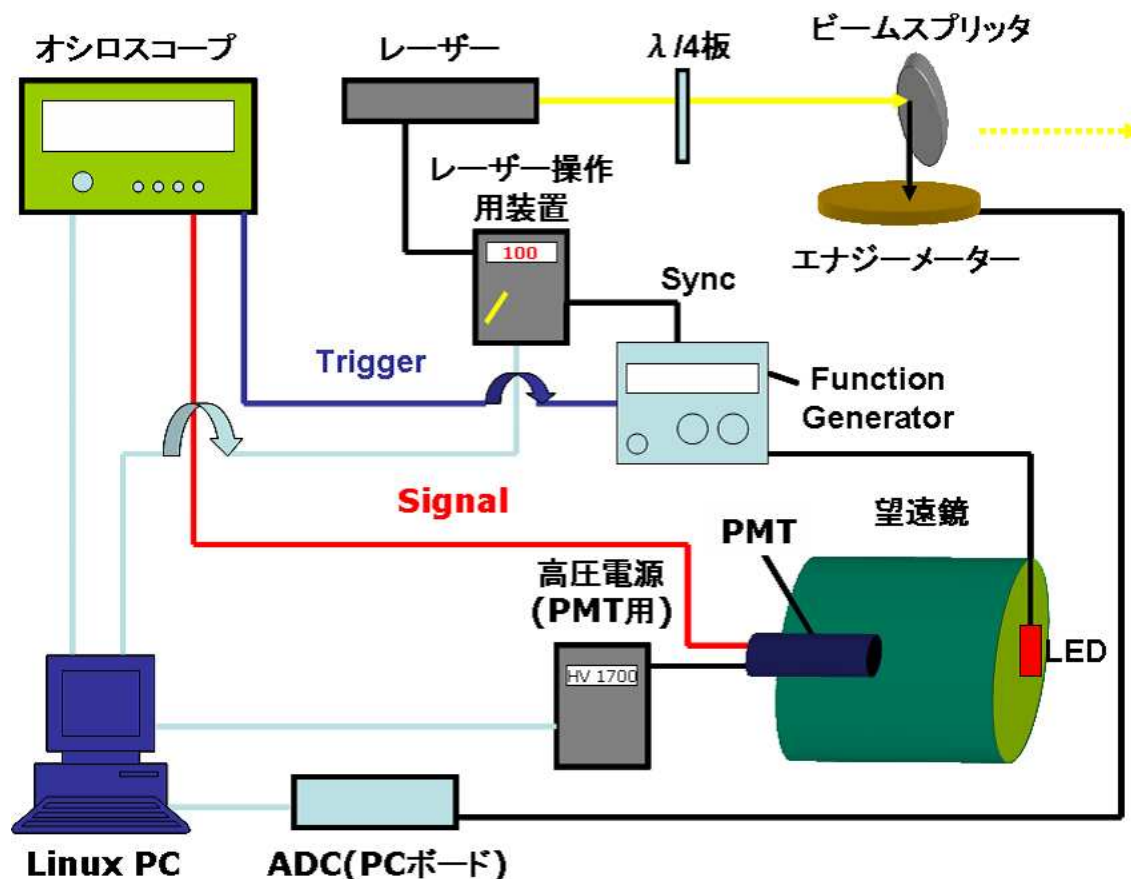 オシロスコープ
レーザー
λ/4板
ビームスプリッタ
レーザー操作
用装置
100
エナジーメーター
Sync
Trigger
Function
Generator
Signal
望遠鏡
PMT
高圧電源
(PMT用)
HV 1700
LED
Linux PC
ADC(PCボード)